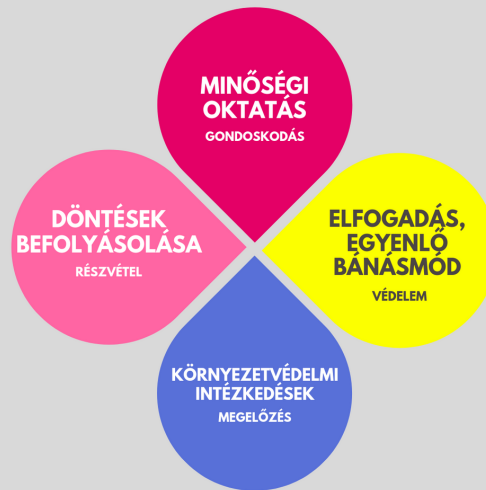 MINŐSÉGI
OKTATÁS
GONDOSKODÁS
DÖNTÉSEK
BEFOLYÁSOLÁSA
RÉSZVÉTEL
ELFOGADÁS,
EGYENLŐ
BÁNÁSMÓD
VÉDELEM
KÖRNYEZETVÉDELMI
INTÉZKEDÉSEK
MEGELŐZÉS